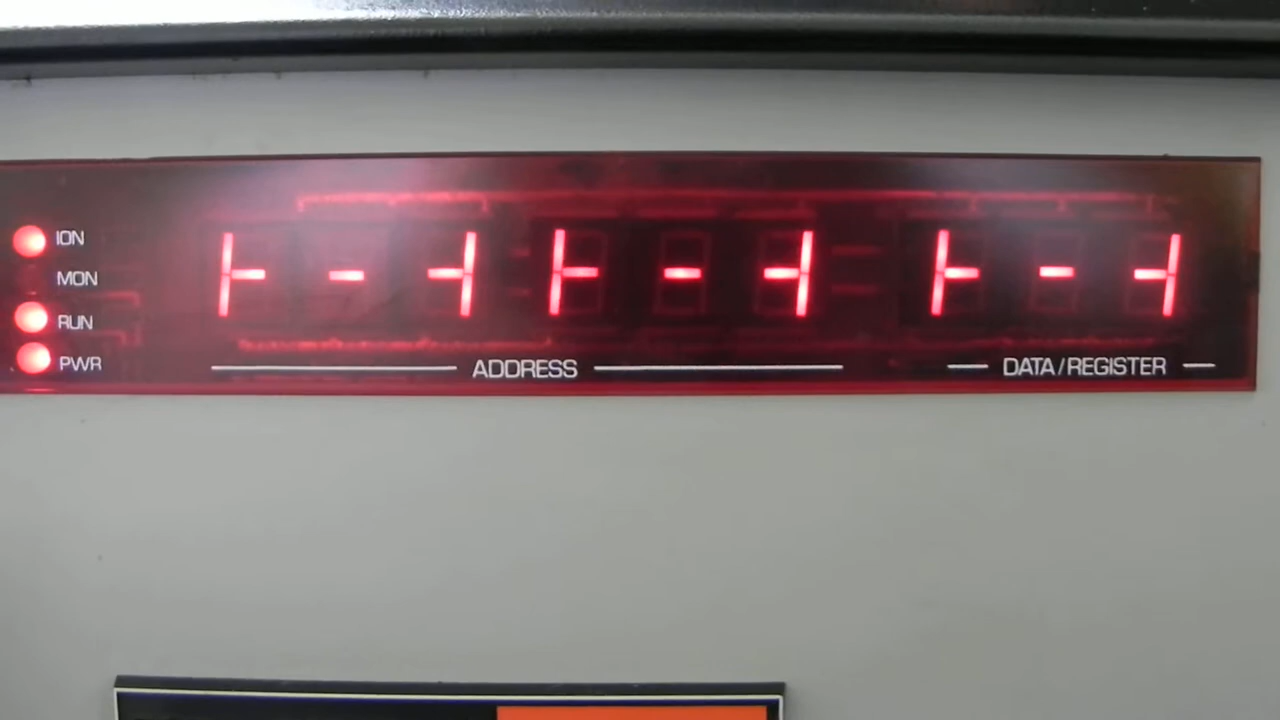 ION
MON
RUN
PWR
ADDRESS
DATA/REGISTER